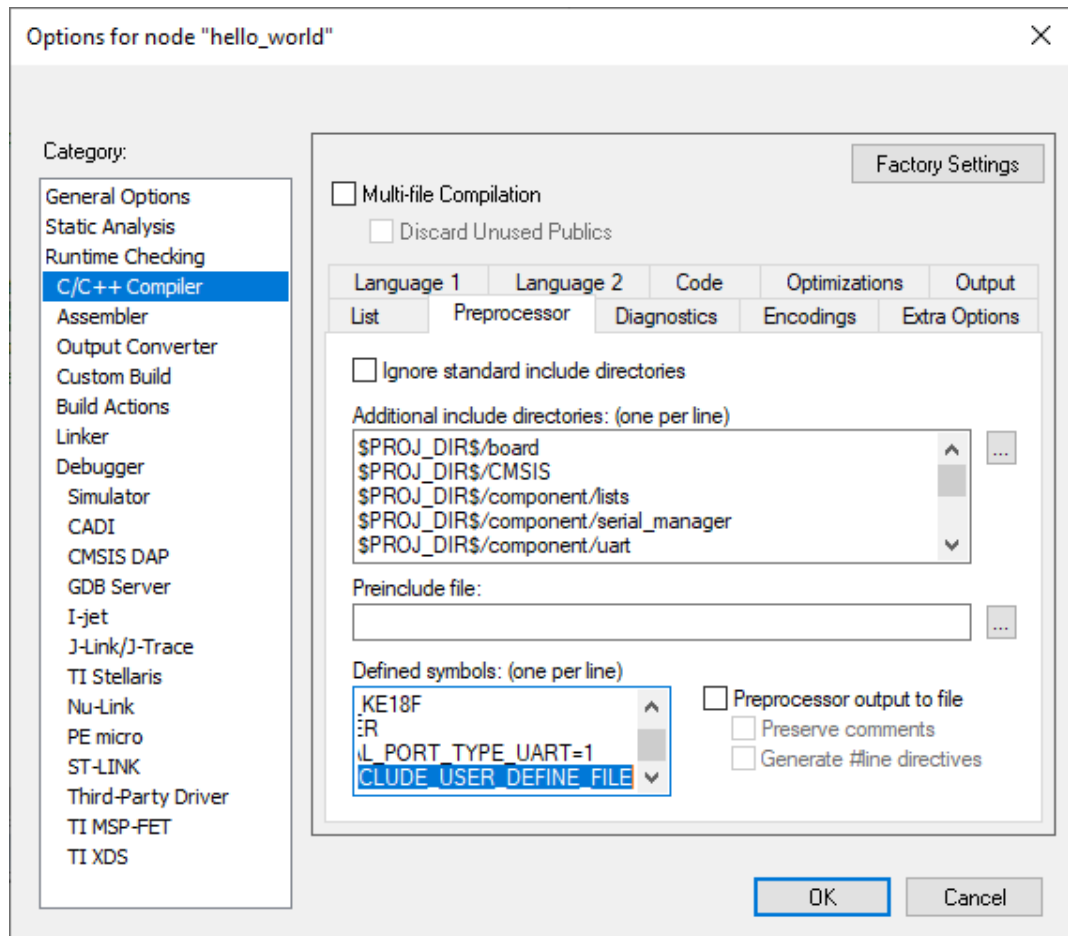 Options for node "hello_world"
Category:
General Options
Static Analysis
Runtime Checking
C/C++ Compiler
Assembler
Output Converter
Custom Build
Build Actions
Linker
Debugger
Simulator
CADI
CMSIS DAP
GDB Server
I-jet
J-Link/J-Trace
TI Stellaris
Nu-Link
PE micro
ST-LINK
Third-Party Driver
TI MSP-FET
TI XDS
Factory Settings
Multi-file Compilation
Discard Unused Publics
Language 1 Language 2 Code Optimizations Output
List Preprocessor Diagnostics Encodings Extra Options
Ignore standard include directories
Additional include directories: (one per line)
$PROJ_DIR$/board
$PROJ_DIR$/CMSIS
$PROJ_DIR$/component/lists
$PROJ_DIR$/component/serial_manager
$PROJ_DIR$/component/uart
...
Preinclude file:
...
Defined symbols: (one per line)
_KE18F
ER
AL_PORT_TYPE_UART=1
CLUDE_USER_DEFINE_FILE
Preprocessor output to file
Preserve comments
Generate #line directives
OK Cancel